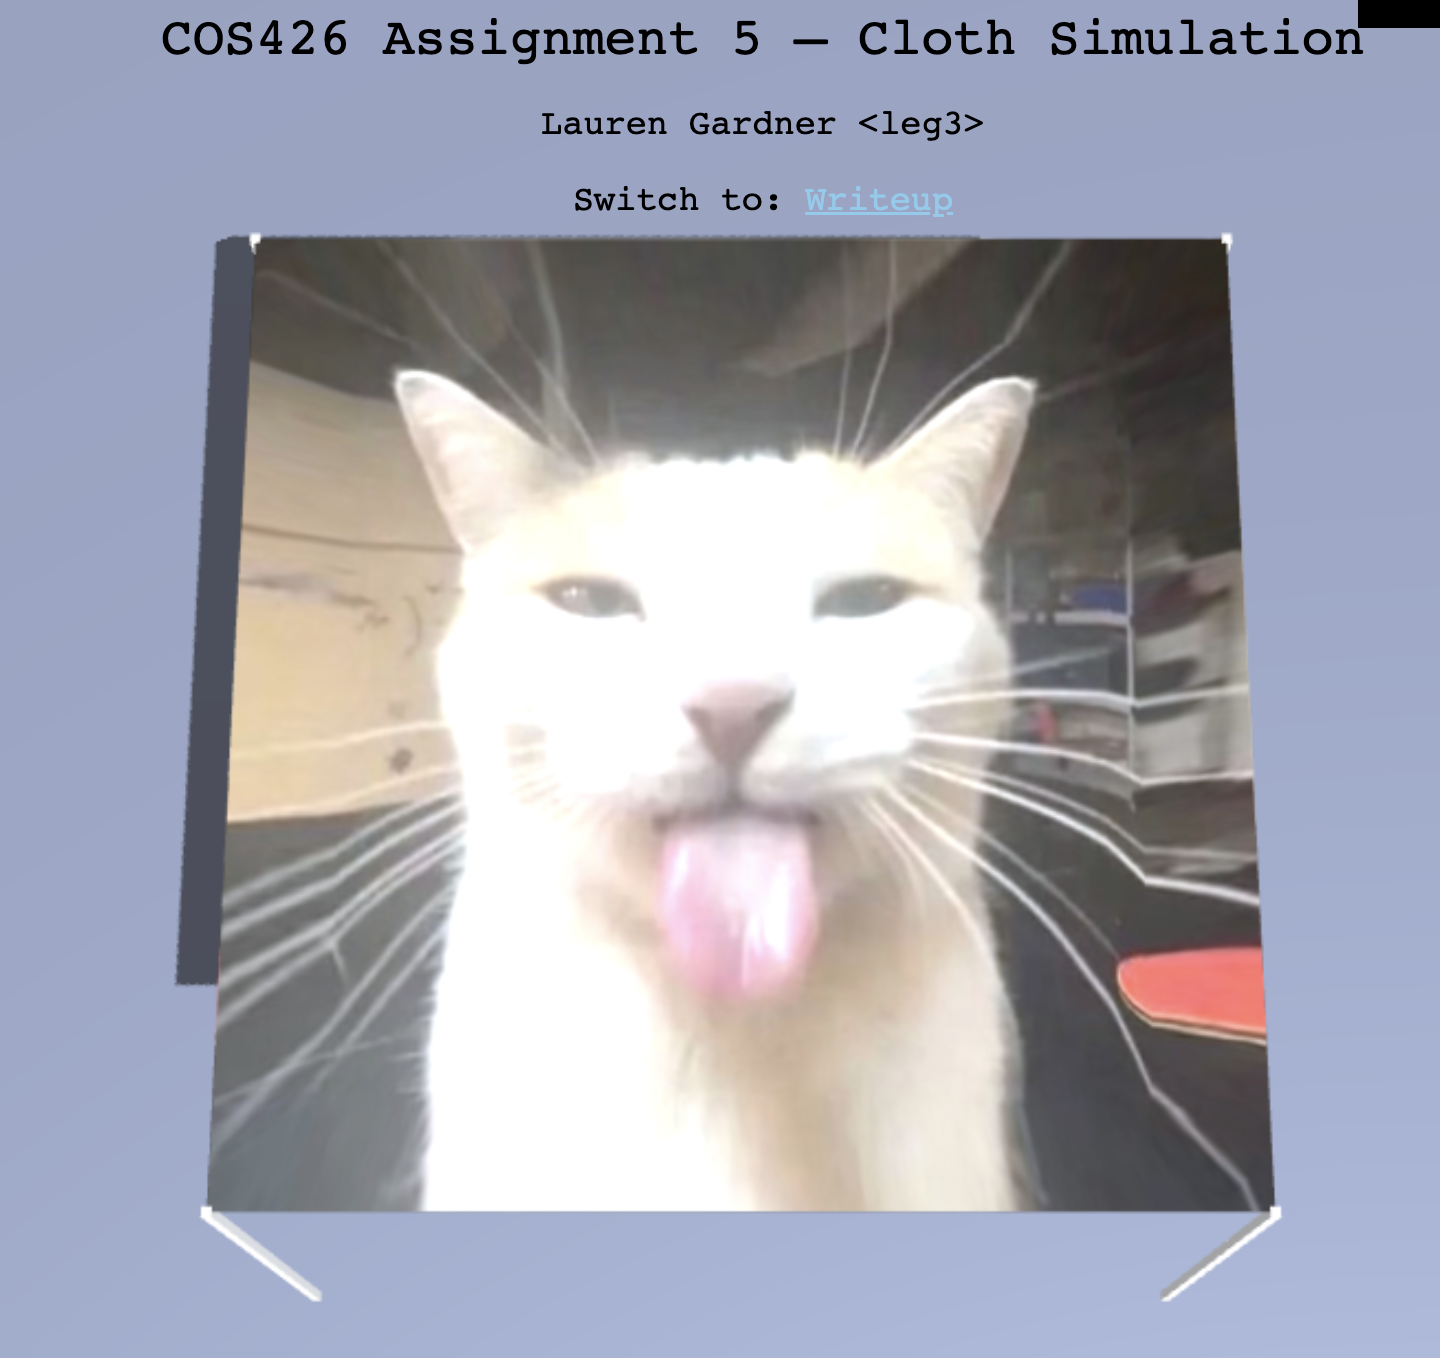 COS426 Assignment 5 — Cloth Simulation
Lauren Gardner <leg3>
Switch to: Writeup